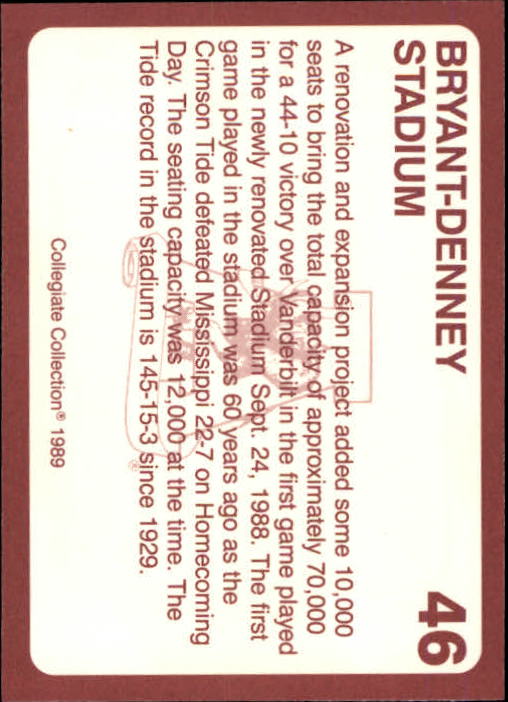 BRYANT-DENNEY
STADIUM
46
A renovation and expansion project added some 10,000
seats to bring the total capacity of approximately 70,000
for a 44-10 victory over Vanderbilt in the first game played
in the newly renovated Stadium Sept. 24, 1988. The first
game played in the stadium was 60 years ago as the
Crimson Tide defeated Mississippi 22-7 on Homecoming
Day. The seating capacity was 12,000 at the time. The
Tide record in the stadium is 145-15-3 since 1929.
®
Collegiate Collection® 1989